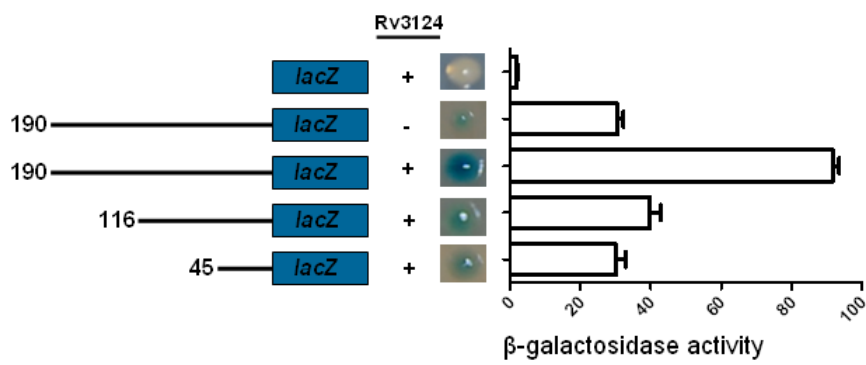 Rv3124
lacZ +
190 lacZ -
190 lacZ +
116 lacZ +
45 lacZ +
0 20 40 60 80 100
β-galactosidase activity